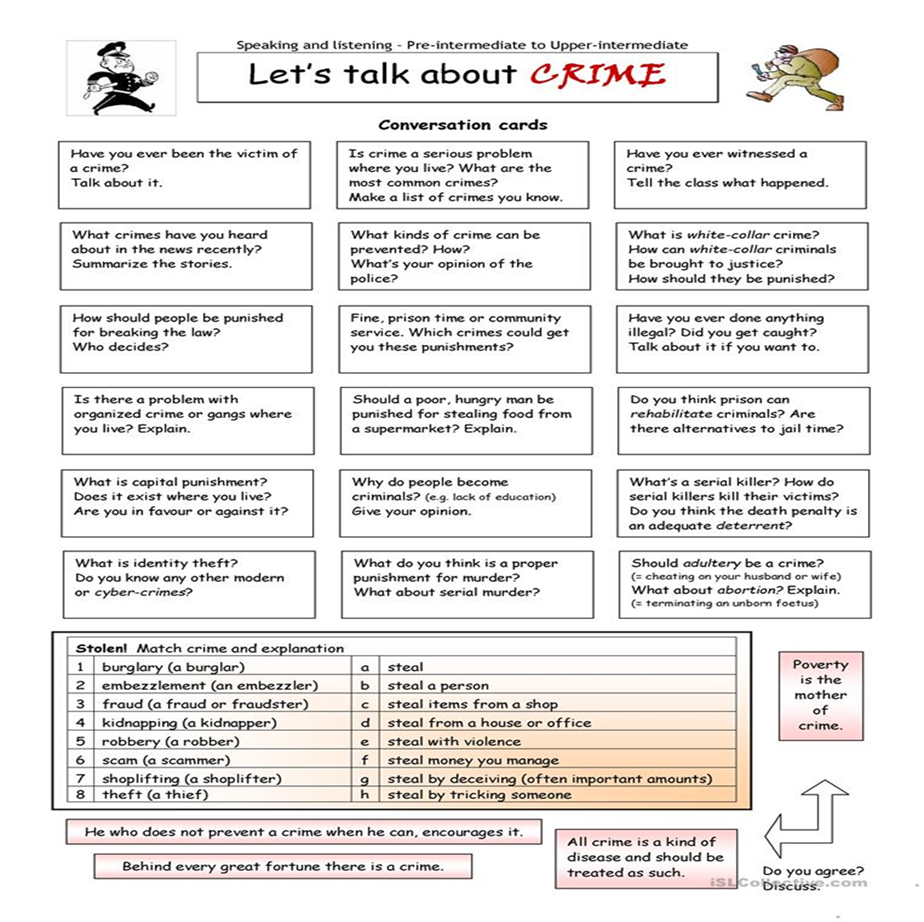 Speaking and listening - Pre-intermediate to Upper-intermediate
Let's talk about CRIME
Conversation cards
Have you ever been the victim of
a crime?
Talk about it.
Is crime a serious problem
where you live? What are the
most common crimes?
Make a list of crimes you know.
Have you ever witnessed a
crime?
Tell the class what happened.
What crimes have you heard
about in the news recently?
Summarize the stories.
What kinds of crime can be
prevented? How?
What's your opinion of the
police?
What is white-collar crime?
How can white-collar criminals
be brought to justice?
How should they be punished?
How should people be punished
for breaking the law?
Who decides?
Fine, prison time or community
service. Which crimes could get
you these punishments?
Have you ever done anything
illegal? Did you get caught?
Talk about it if you want to.
Is there a problem with
organized crime or gangs where
you live? Explain.
Should a poor, hungry man be
punished for stealing food from
a supermarket? Explain.
Do you think prison can
rehabilitate criminals? Are
there alternatives to jail time?
What is capital punishment?
Does it exist where you live?
Are you in favour or against it?
Why do people become
criminals? (e.g. lack of education)
Give your opinion.
What's a serial killer? How do
serial killers kill their victims?
Do you think the death penalty is
an adequate deterrent?
What is identity theft?
Do you know any other modern
or cyber-crimes?
What do you think is a proper
punishment for murder?
What about serial murder?
Should adultery be a crime?
(= cheating on your husband or wife)
What about abortion? Explain.
(= terminating an unborn foetus)
Stolen! Match crime and explanation
1 burglary (a burglar) a steal
2 embezzlement (an embezzler) b steal a person
3 fraud (a fraud or fraudster) c steal items from a shop
4 kidnapping (a kidnapper) d steal from a house or office
5 robbery (a robber) e steal with violence
6 scam (a scammer) f steal money you manage
7 shoplifting (a shoplifter) g steal by deceiving (often important amounts)
8 theft (a thief) h steal by tricking someone
Poverty
is the
mother
of
crime.
He who does not prevent a crime when he can, encourages it.
Behind every great fortune there is a crime.
All crime is a kind of
disease and should be
treated as such.
Do you agree?
Discuss.
iSLCollective.com